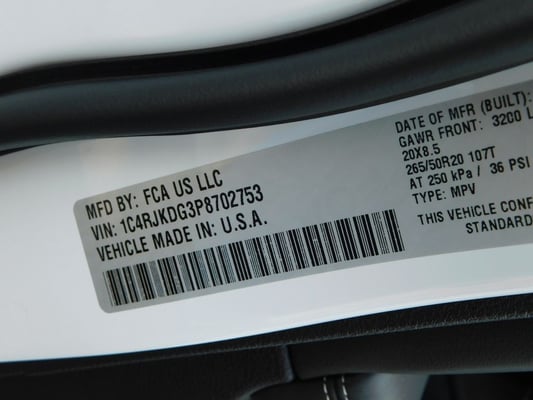 MFD BY: FCA US LLC
VIN: 1C4RJKDG3P8702753
VEHICLE MADE IN: U.S.A.
DATE OF MFR (BUILT):
GAWR FRONT: 3200 L
20X8.5
265/50R20 107T
AT 250 kPa / 36 PSI
TYPE: MPV
THIS VEHICLE CONF
STANDARD